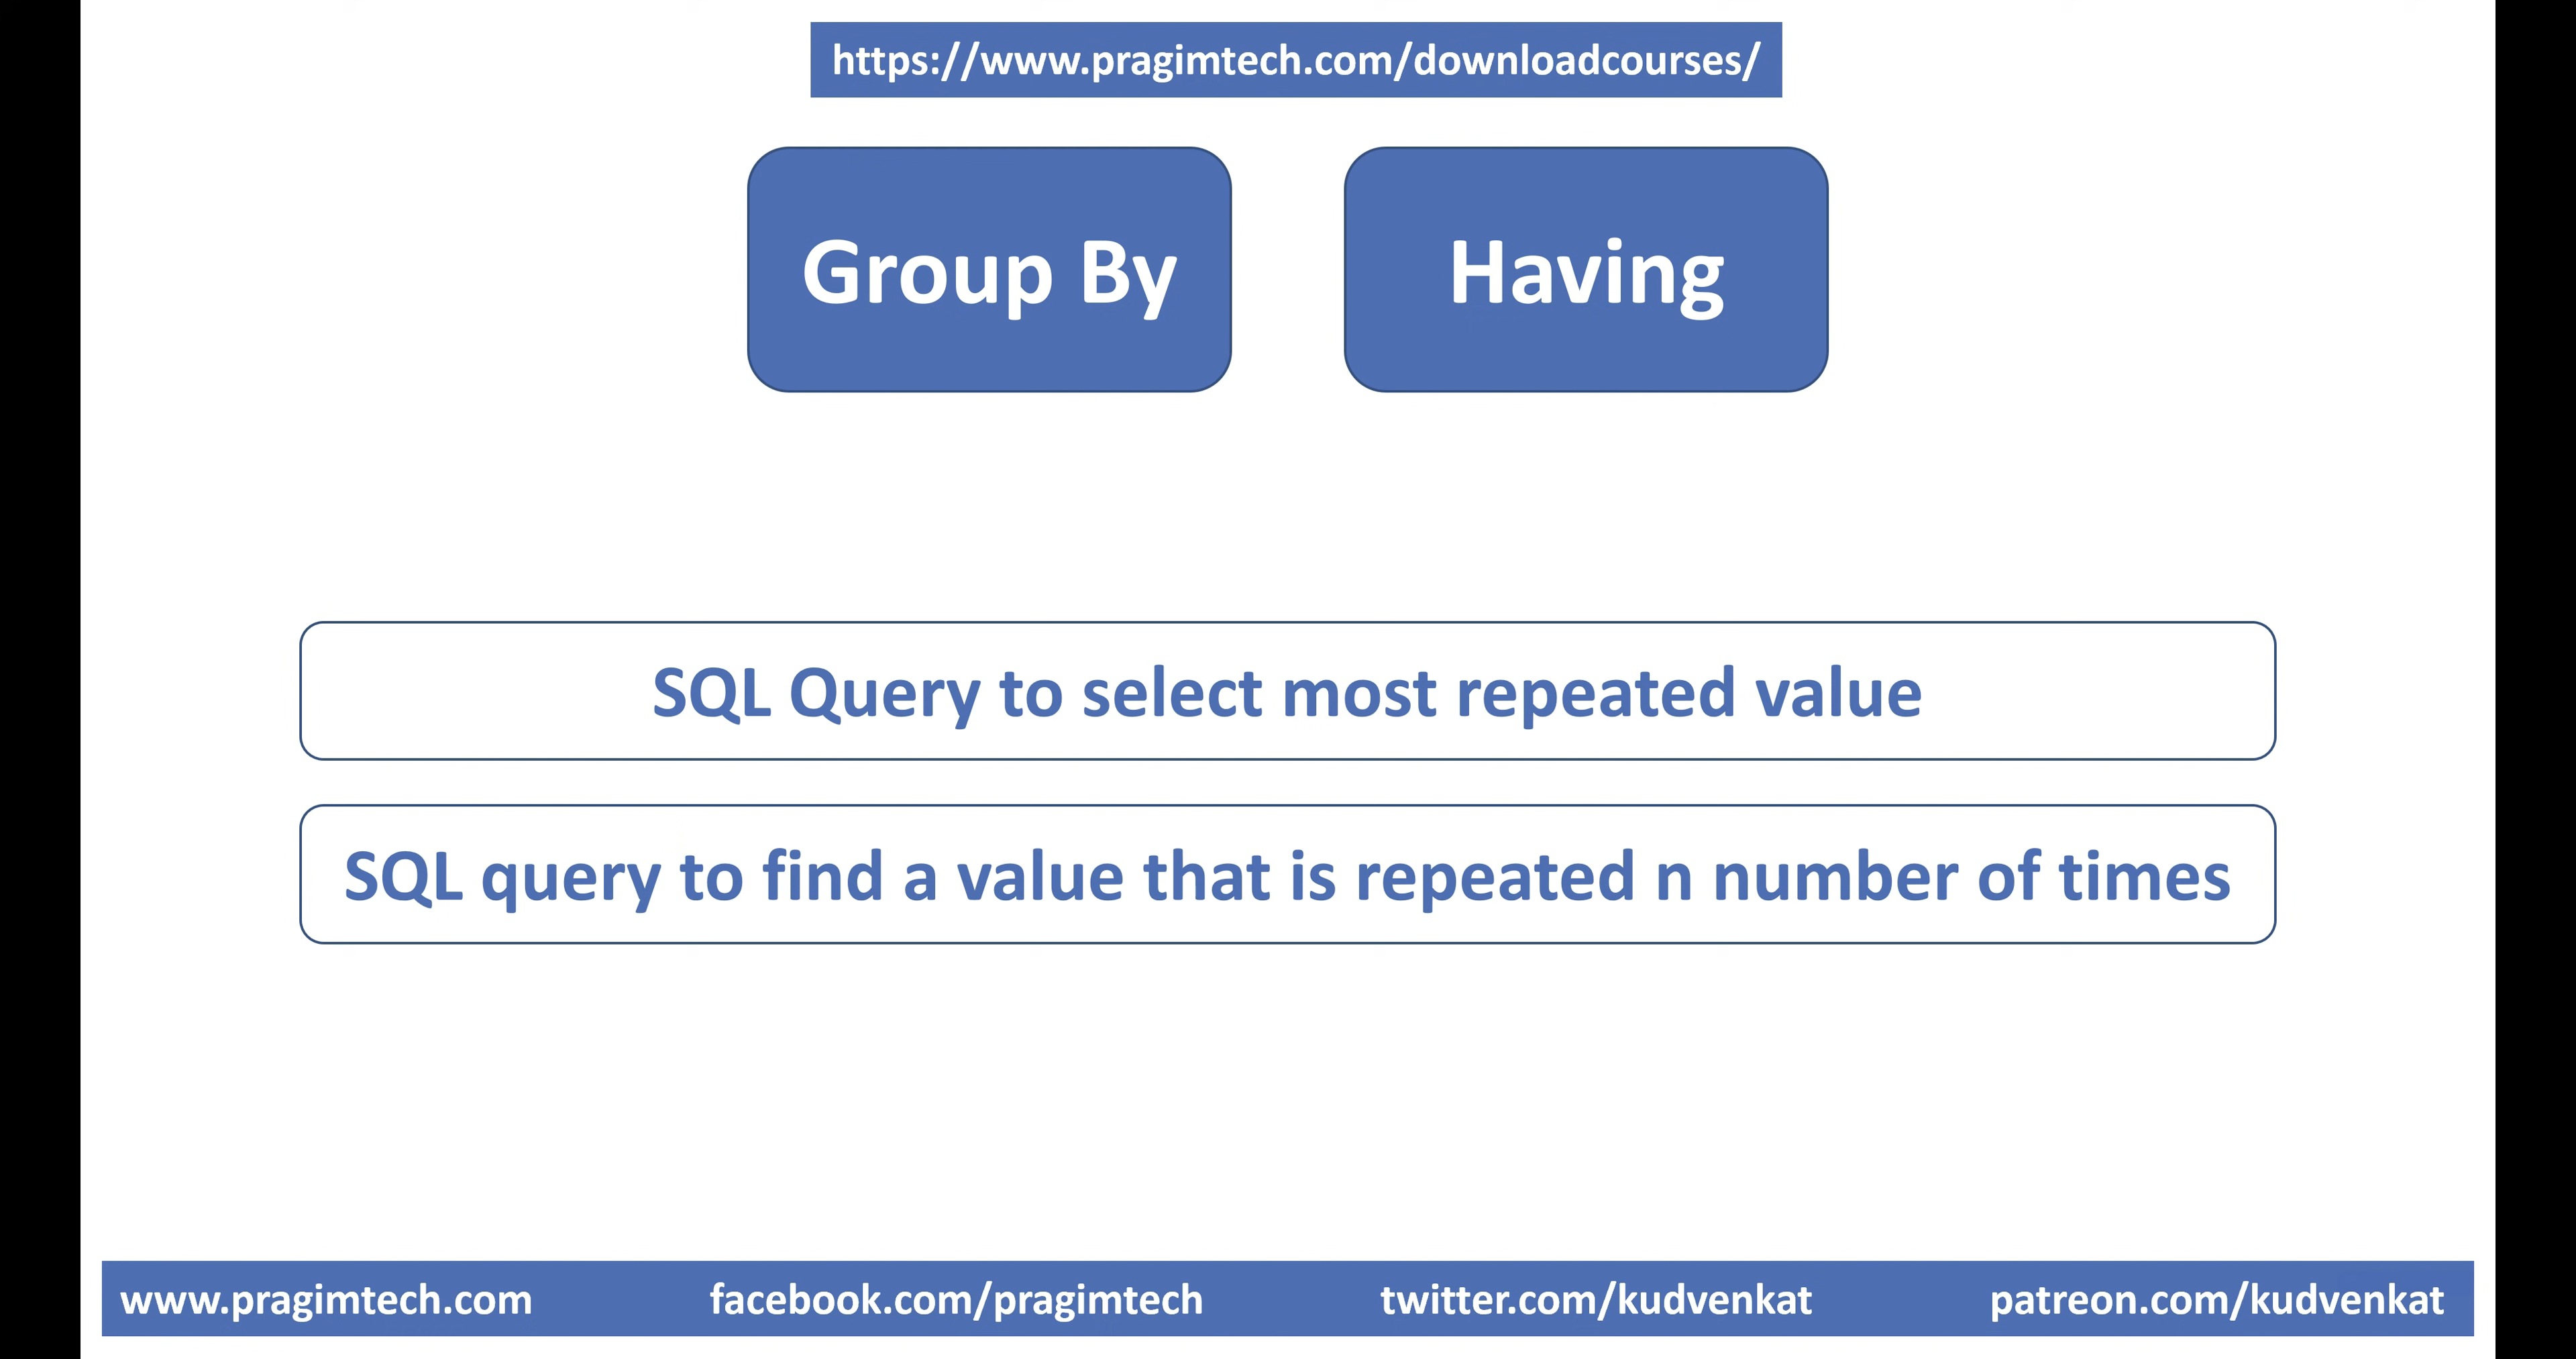 https://www.pragimtech.com/downloadcourses/
Group By
Having
SQL Query to select most repeated value
SQL query to find a value that is repeated n number of times
www.pragimtech.com
facebook.com/pragimtech
twitter.com/kudvenkat
patreon.com/kudvenkat